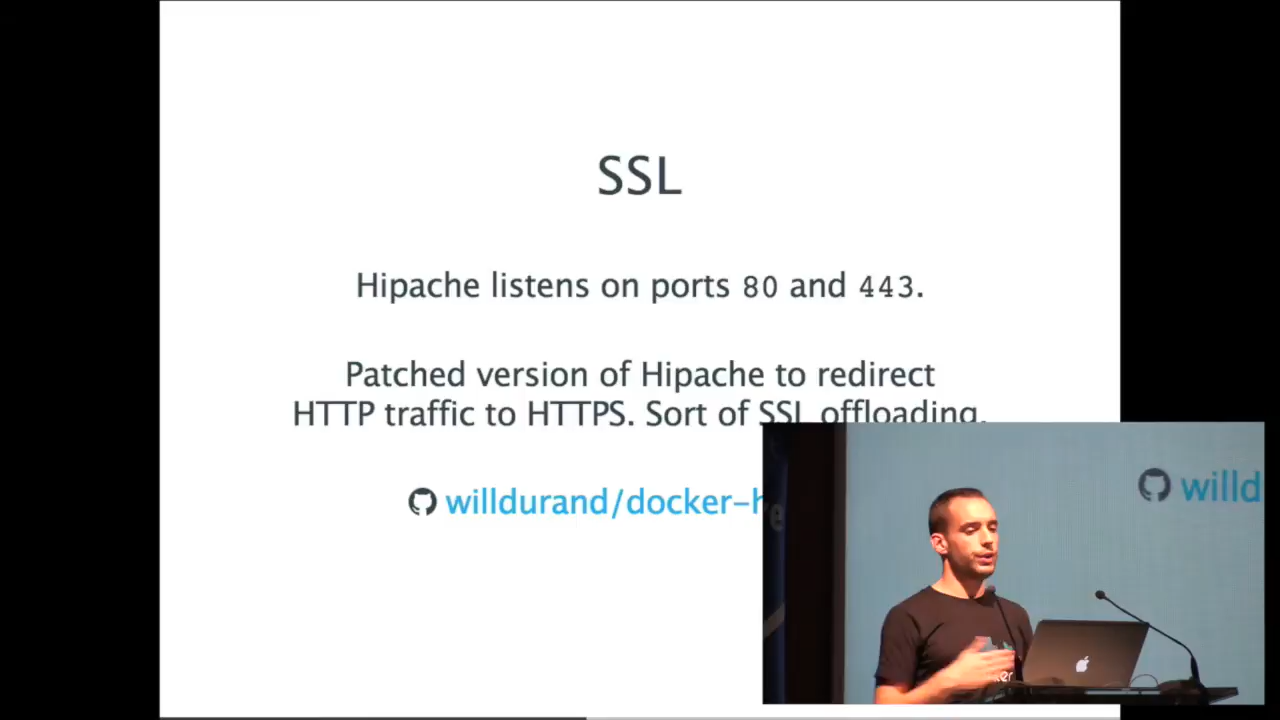 SSL
Hipache listens on ports 80 and 443.
Patched version of Hipache to redirect
HTTP traffic to HTTPS. Sort of SSL offloading.
willdurand/docker-h
willd